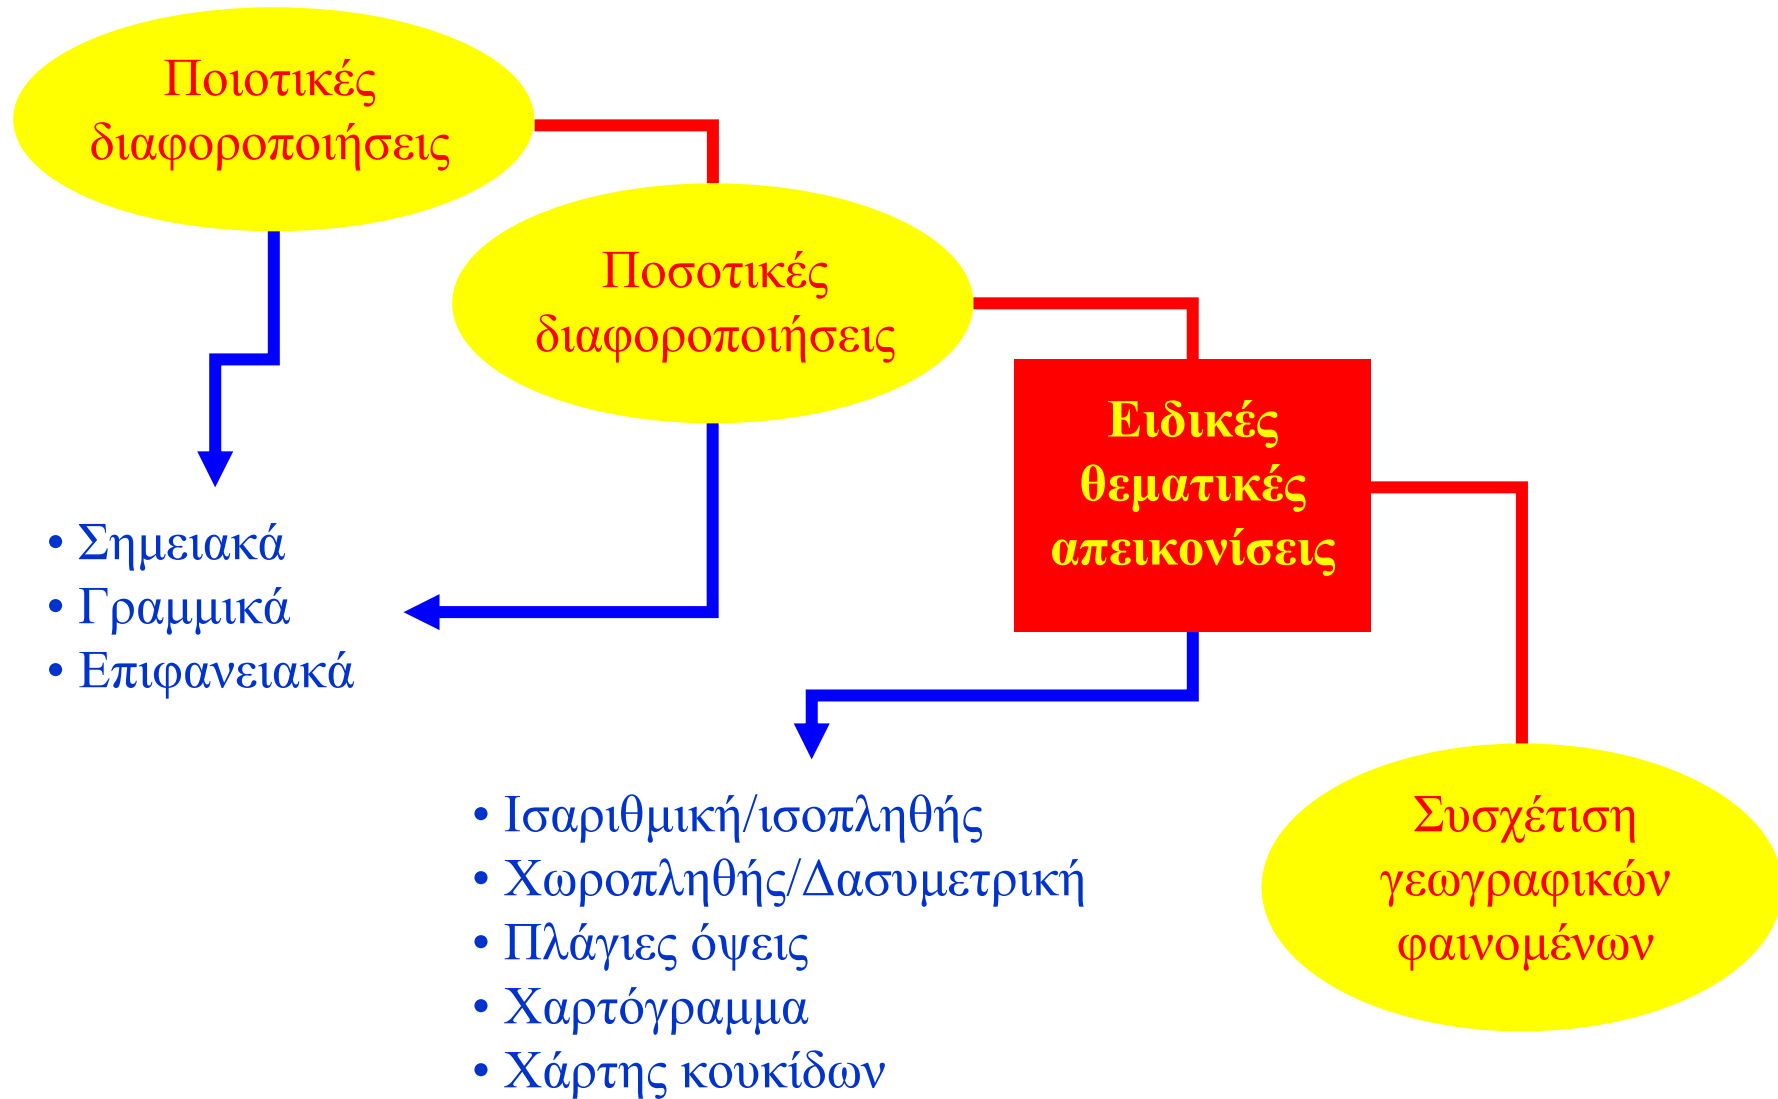 Ποιοτικές
διαφοροποιήσεις
Ποσοτικές
διαφοροποιήσεις
Ειδικές
θεματικές
απεικονίσεις
• Σημειακά
• Γραμμικά
• Επιφανειακά
• Ισαριθμική/ισοπληθής
• Χωροπληθής/Δασυμετρική
• Πλάγιες όψεις
• Χαρτόγραμμα
• Χάρτης κουκίδων
Συσχέτιση
γεωγραφικών
φαινομένων